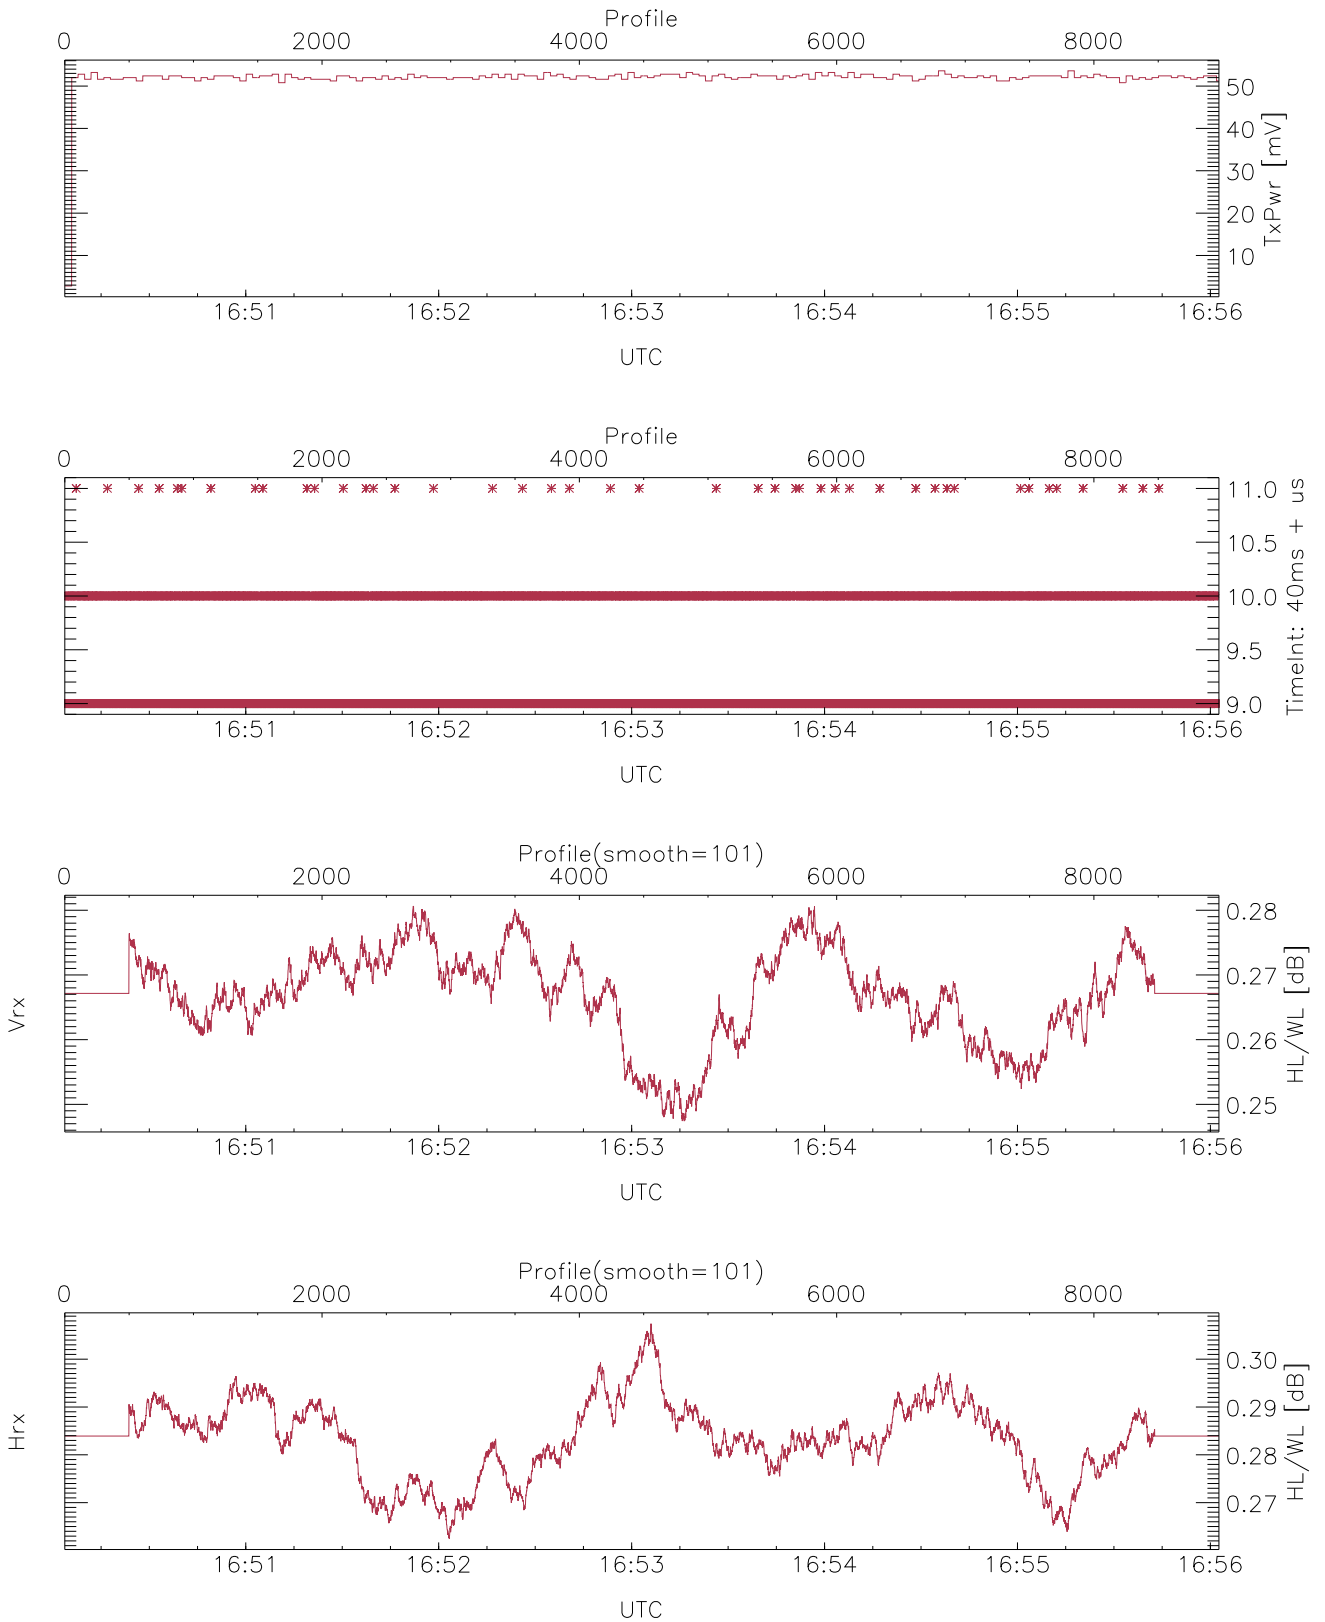 Profile
0 2000 4000 6000 8000
50
40
30
20
10
TxPwr [mV]
16:51 16:52 16:53 16:54 16:55 16:56
UTC
Profile
0 2000 4000 6000 8000
11.0
10.5
10.0
9.5
9.0
TimeInt: 40ms + us
16:51 16:52 16:53 16:54 16:55 16:56
UTC
Profile(smooth=101)
0 2000 4000 6000 8000
Vrx
0.28
0.27
0.26
0.25
HL/WL [dB]
16:51 16:52 16:53 16:54 16:55 16:56
UTC
Profile(smooth=101)
0 2000 4000 6000 8000
Hrx
0.30
0.29
0.28
0.27
HL/WL [dB]
16:51 16:52 16:53 16:54 16:55 16:56
UTC